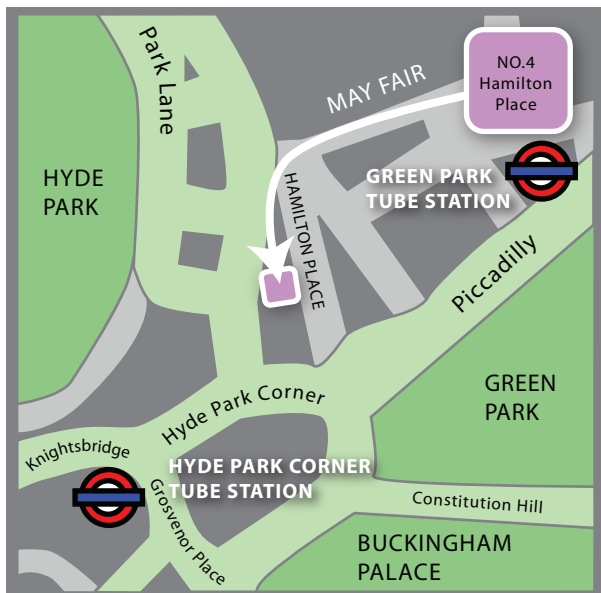 Park Lane
NO.4
Hamilton
Place
MAY FAIR
HYDE
PARK
GREEN PARK
TUBE STATION
HAMILTON PLACE
Piccadilly
GREEN
PARK
Hyde Park Corner
Knightsbridge
HYDE PARK CORNER
TUBE STATION
Grosvenor Place
Constitution Hill
BUCKINGHAM
PALACE